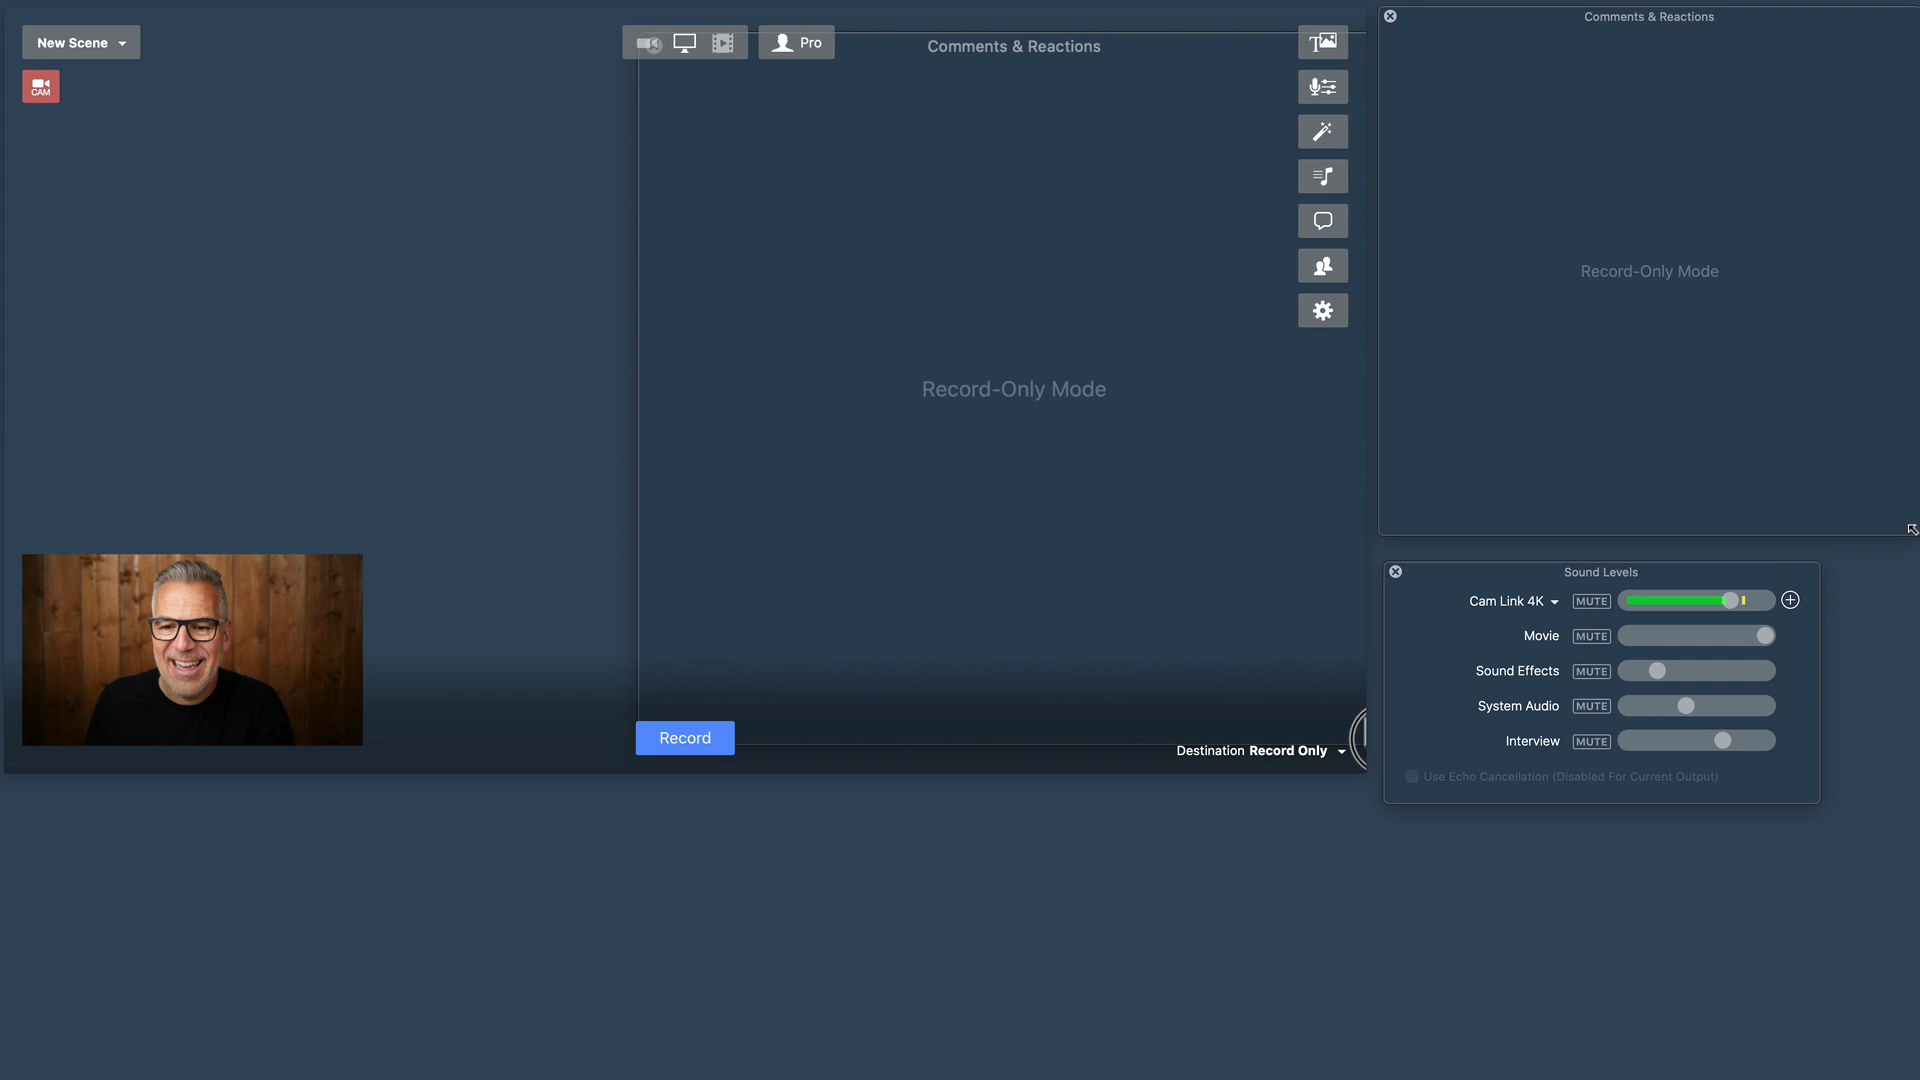 New Scene
CAM
Pro
Comments & Reactions
Record-Only Mode
Record
Destination Record Only
Comments & Reactions
Record-Only Mode
Sound Levels
Cam Link 4K MUTE
Movie MUTE
Sound Effects MUTE
System Audio MUTE
Interview MUTE
Use Echo Cancellation (Disabled For Current Output)